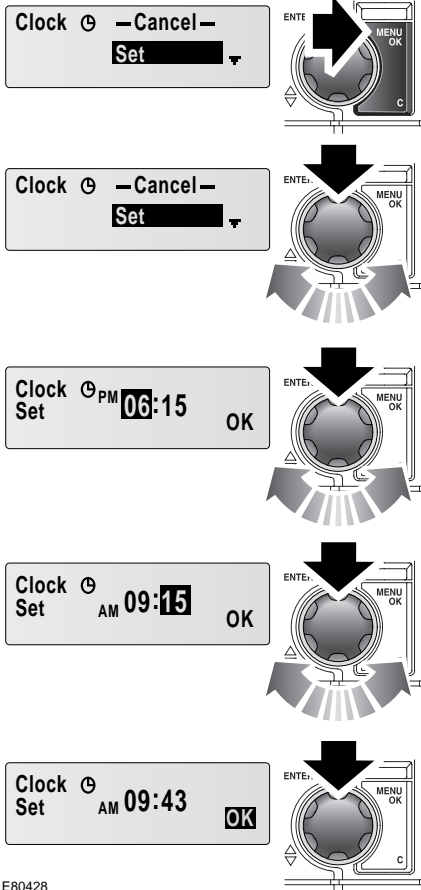 Clock –Cancel–
Set
ENTE
MENU
OK
C
Clock –Cancel–
Set
ENTE
MENU
OK
Clock PM 06:15
Set OK
ENTE
MENU
OK
Clock
Set AM 09:15 OK
ENTE
MENU
OK
Clock
Set AM 09:43 OK
ENTE
MENU
OK
C
E80428